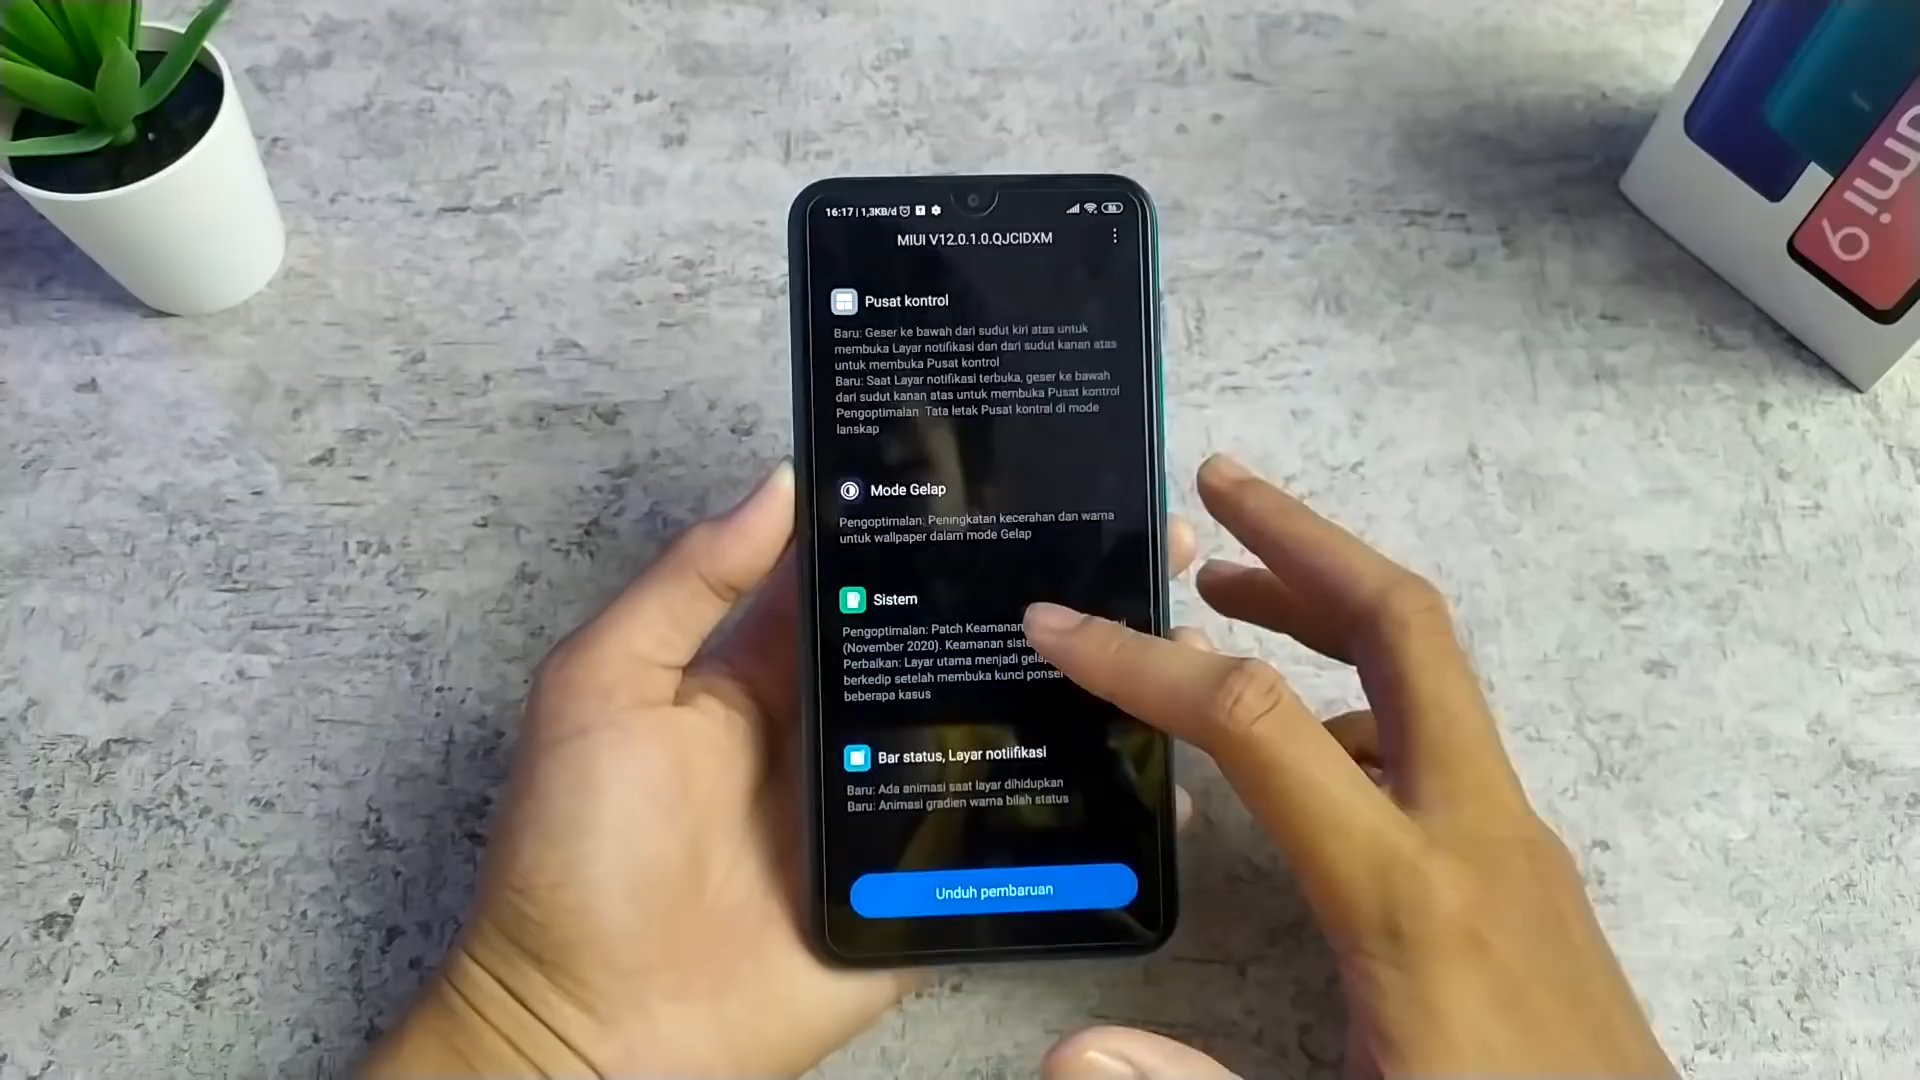 16:17 | 1,3KB/d
86
MIUI V12.0.1.0.QJCIDXM
Pusat kontrol
Baru: Geser ke bawah dari sudut kiri atas untuk
membuka Layar notifikasi dan dari sudut kanan atas
untuk membuka Pusat kontrol
Baru: Saat Layar notifikasi terbuka, geser ke bawah
dari sudut kanan atas untuk membuka Pusat kontrol
Pengoptimalan: Tata letak Pusat kontrol di mode
lanskap
Mode Gelap
Pengoptimalan: Peningkatan kecerahan dan warna
untuk wallpaper dalam mode Gelap
Sistem
Pengoptimalan: Patch Keamanan
(November 2020). Keamanan
Perbaikan: Layar utama menjadi
berkedip setelah membuka kunci ponsel
beberapa kasus
Bar status, Layar notiifikasi
Baru: Ada animasi saat layar dihidupkan
Baru: Animasi gradien warna bilah status
Unduh pembaruan
mi 9